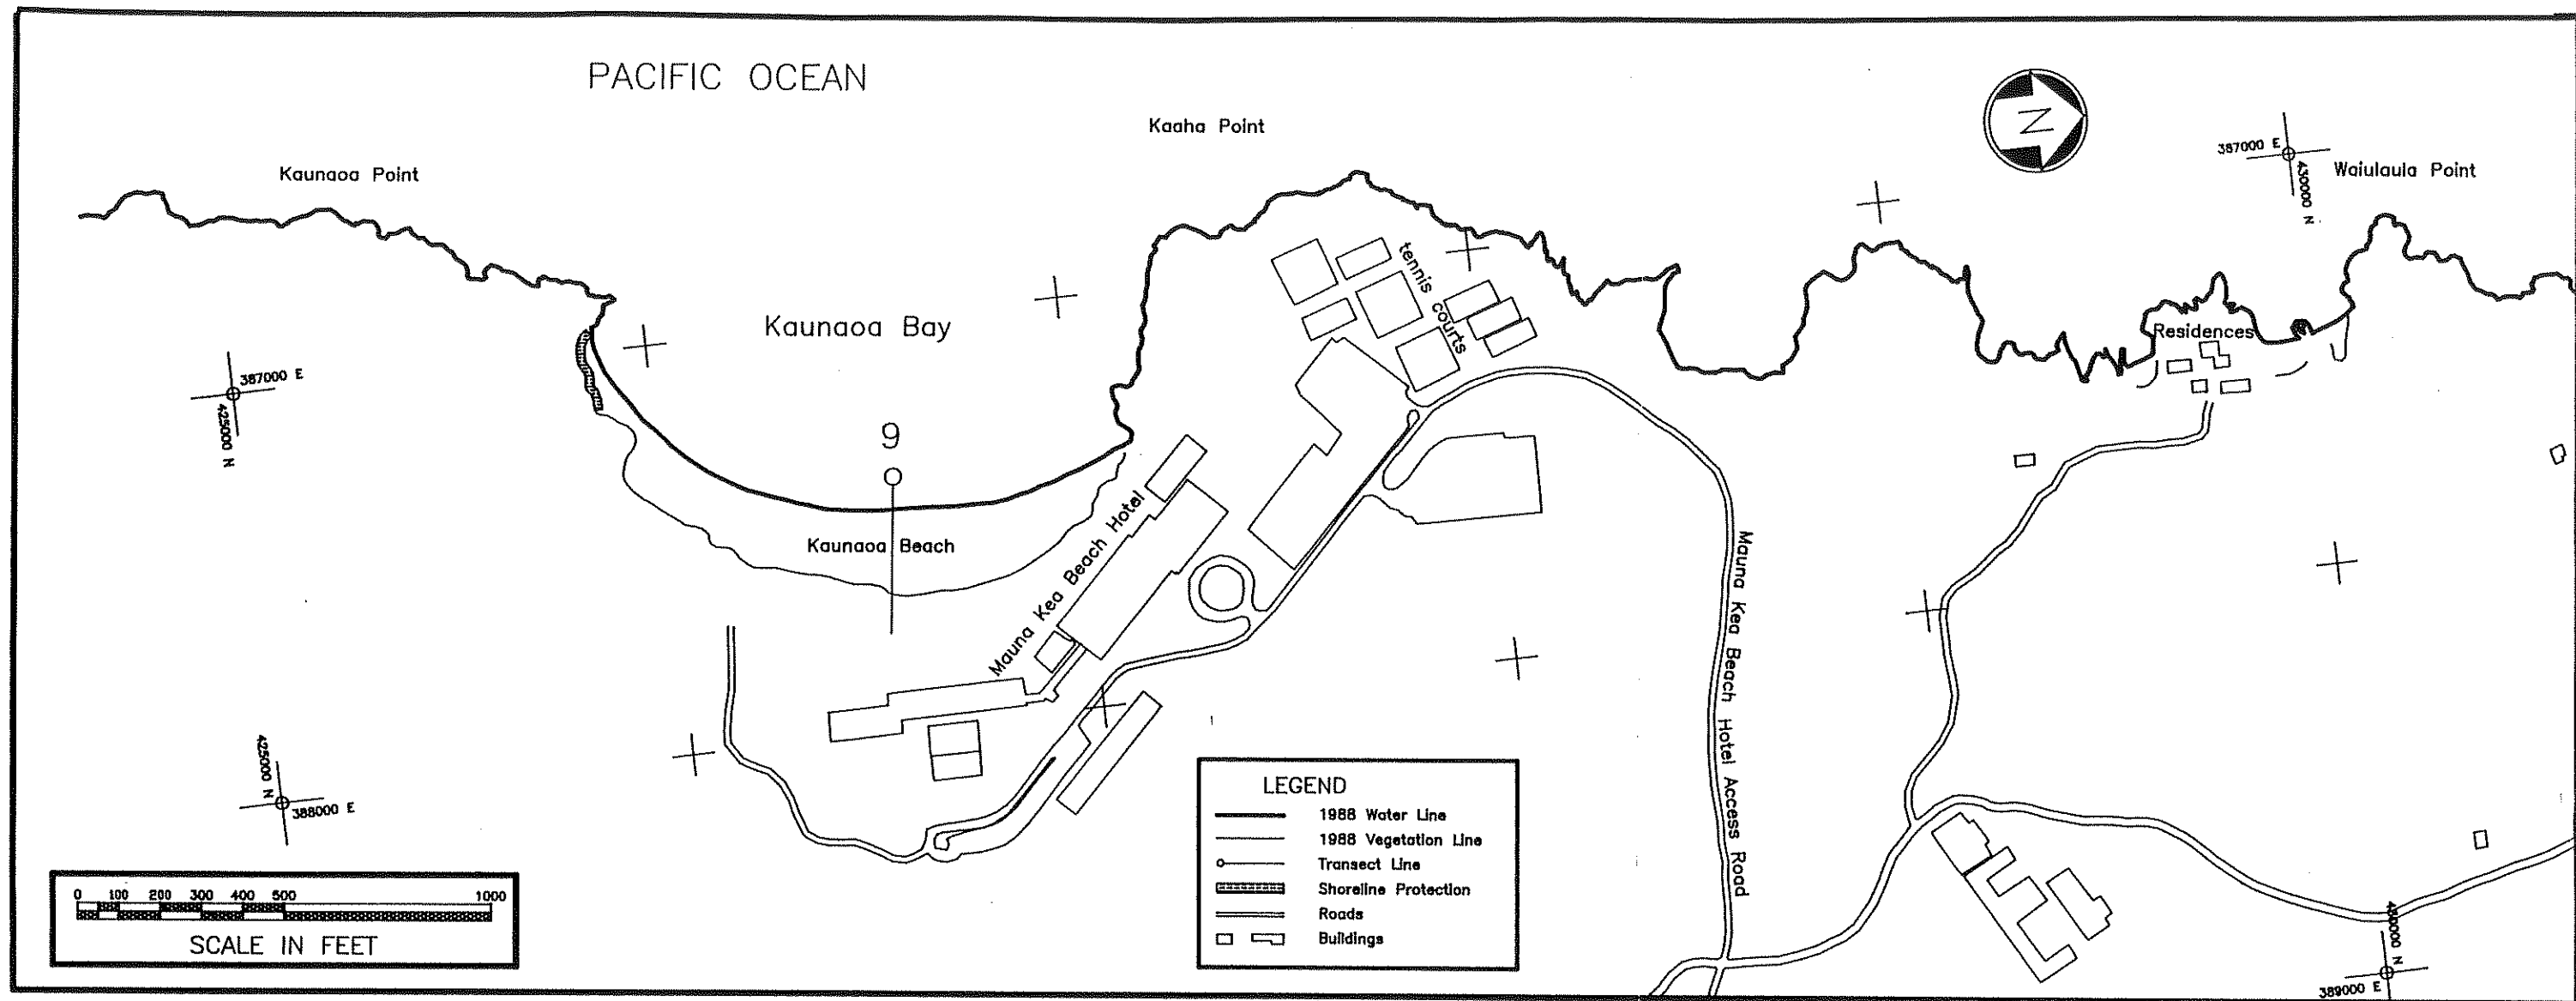 PACIFIC OCEAN
Kaaha Point
N
387000 E
430000 N
Waiulaula Point
Kaunaoa Point
Kaunaoa Bay
tennis courts
Residences
387000 E
425000 N
9
Kaunaoa Beach
Mauna Kea Beach Hotel
Mauna Kea Beach Hotel Access Road
425000 N
388000 E
LEGEND
1988 Water Line
1988 Vegetation Line
Transect Line
Shoreline Protection
Roads
Buildings
0 100 200 300 400 500 1000
SCALE IN FEET
430000 N
389000 E